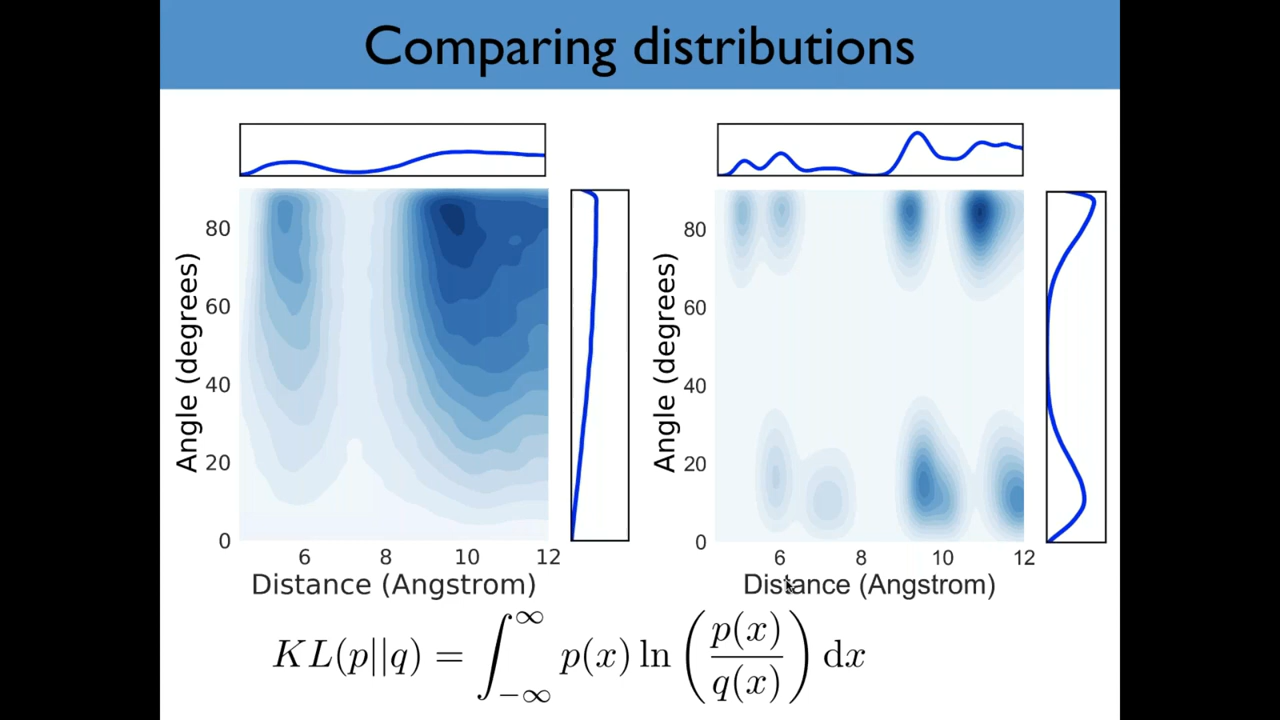 Comparing distributions
80
60
40
20
0
6 8 10 12
Angle (degrees)
Distance (Angstrom)
80
60
40
20
0
6 8 10 12
Angle (degrees)
Distance (Angstrom)
KL(p||q) = ∫_{-∞}^{∞} p(x) ln (p(x)/q(x)) dx